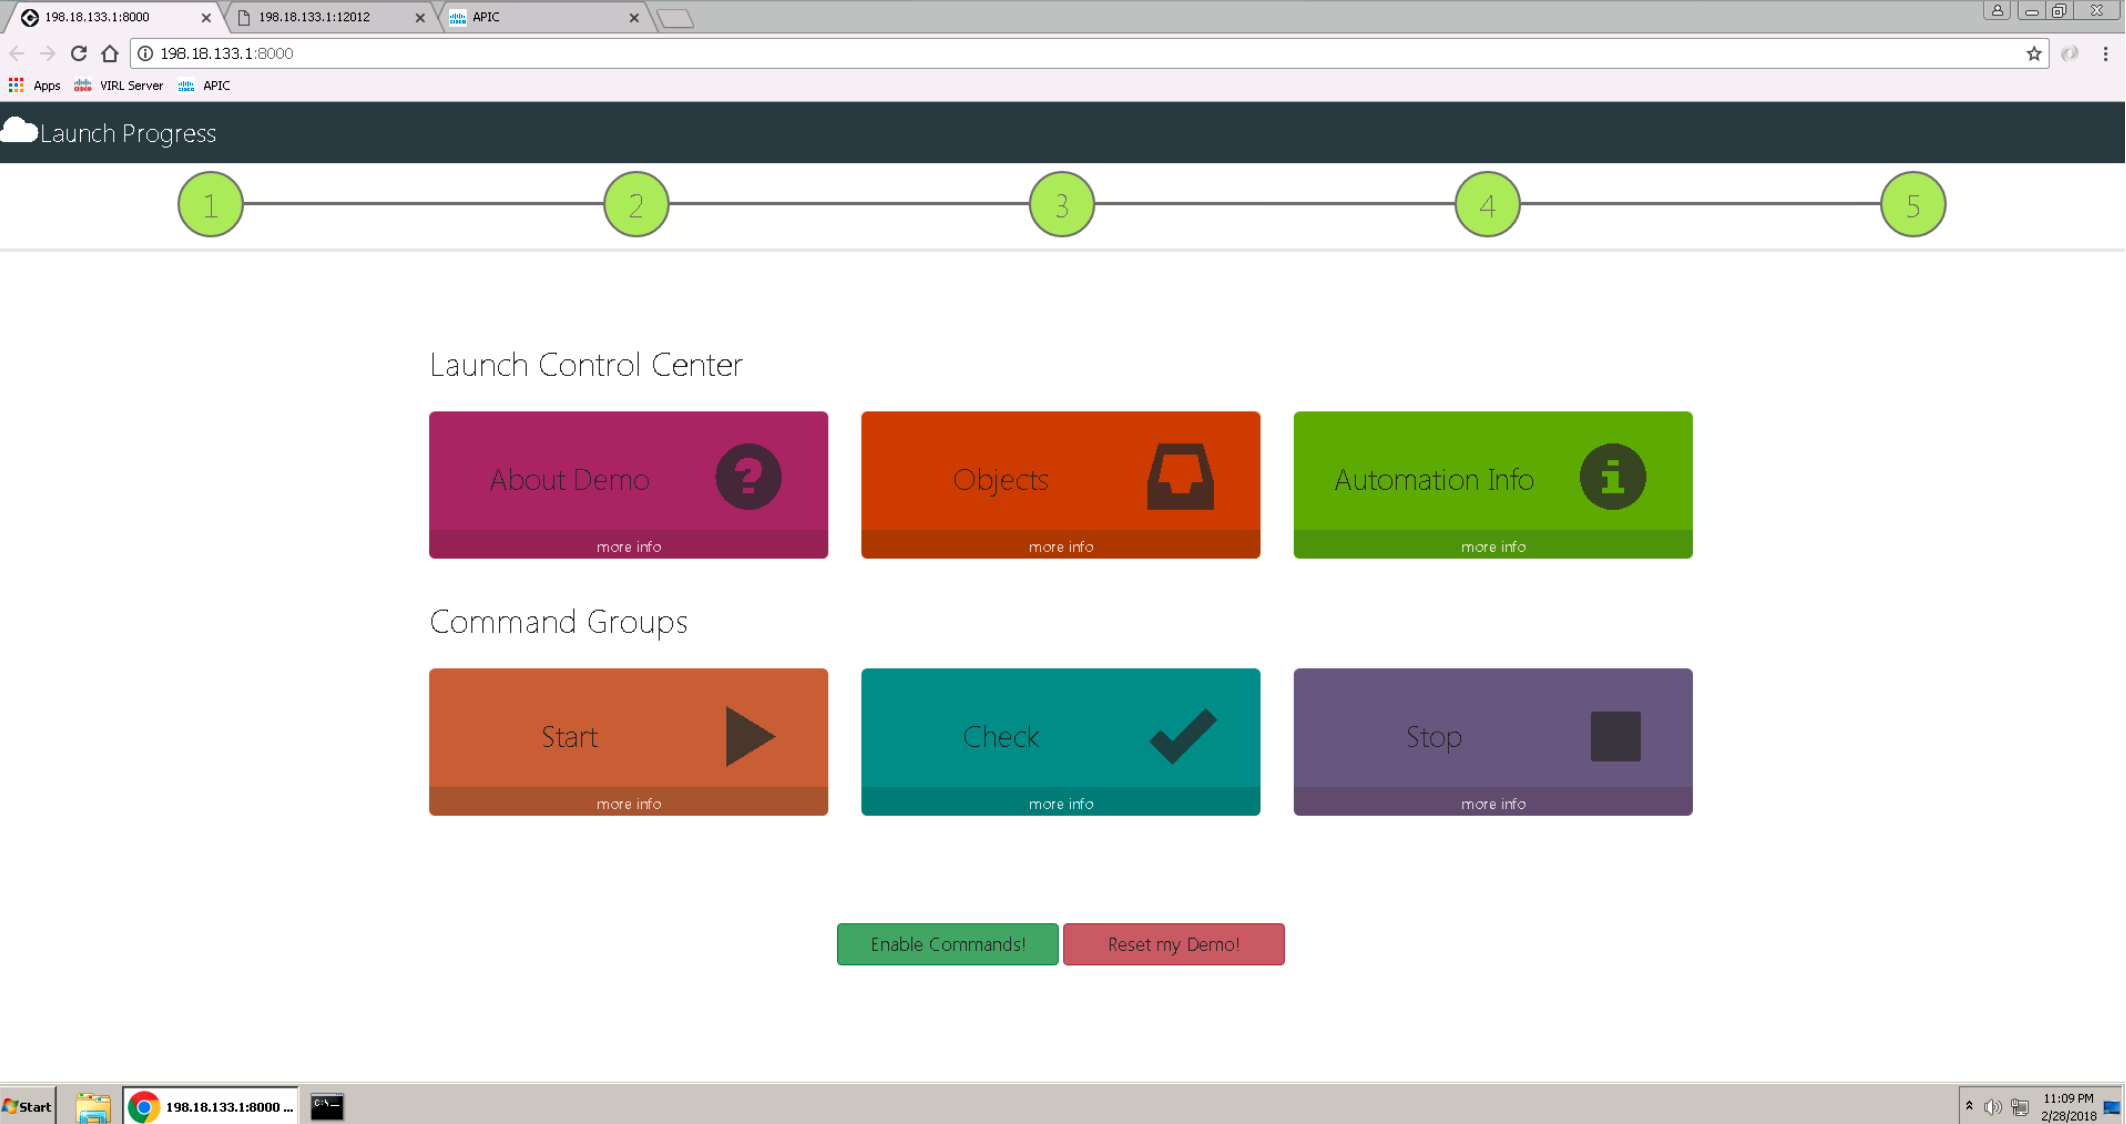 198.18.133.1:8000
198.18.133.1:12012
APIC
198.18.133.1:8000
Apps
VIRL Server
APIC
Launch Progress
1 2 3 4 5
Launch Control Center
About Demo
more info
Objects
more info
Automation Info
more info
Command Groups
Start
more info
Check
more info
Stop
more info
Enable Commands!
Reset my Demo!
Start
198.18.133.1:8000 ...
11:09 PM
2/28/2018